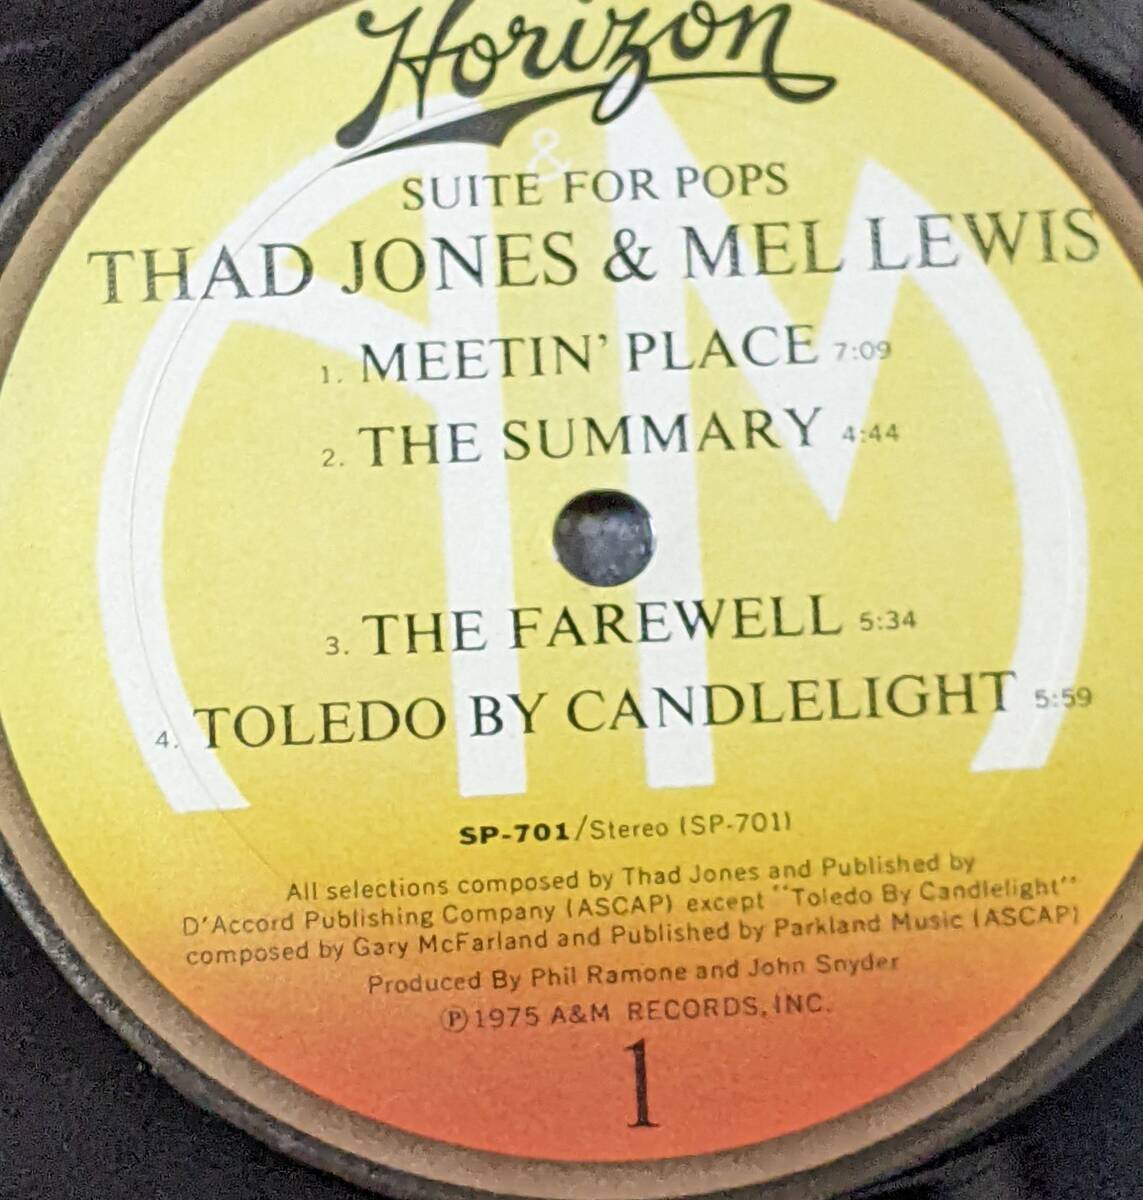 Horizon
&
SUITE FOR POPS
THAD JONES & MEL LEWIS
1. MEETIN' PLACE 7:09
2. THE SUMMARY 4:44
3. THE FAREWELL 5:34
4. TOLEDO BY CANDLELIGHT 5:59
SP-701/Stereo (SP-701)
All selections composed by Thad Jones and Published by
D'Accord Publishing Company (ASCAP) except "Toledo By Candlelight"
composed by Gary McFarland and Published by Parkland Music (ASCAP)
Produced By Phil Ramone and John Snyder
Ⓟ1975 A&M RECORDS, INC.
1